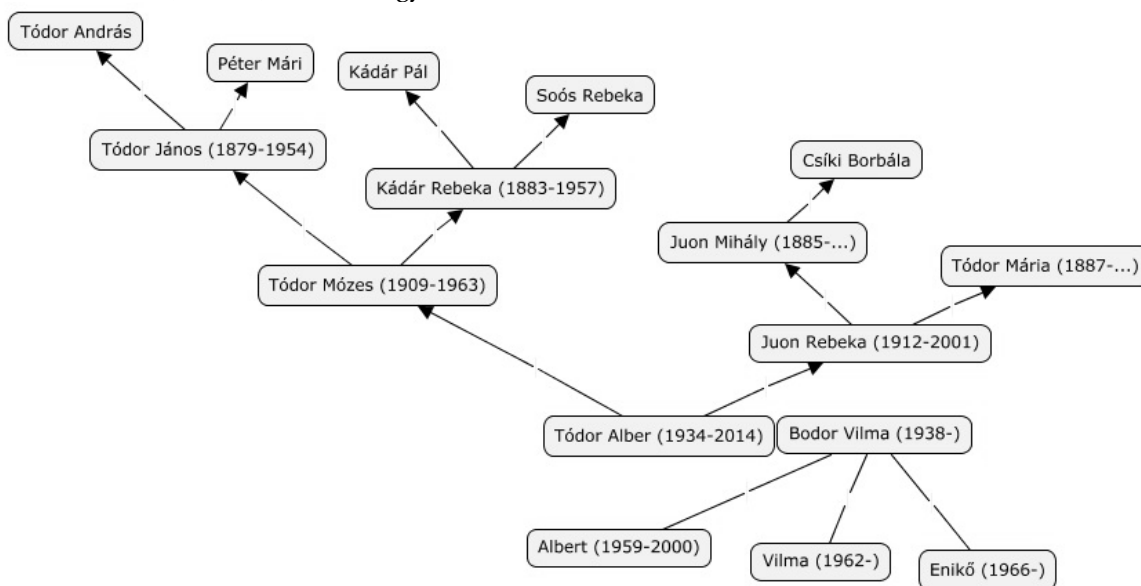 Tódor András
Péter Mári
Kádár Pál
Soós Rebeka
Tódor János (1879-1954)
Csíki Borbála
Kádár Rebeka (1883-1957)
Juon Mihály (1885-...)
Tódor Mária (1887-...)
Tódor Mózes (1909-1963)
Juon Rebeka (1912-2001)
Tódor Alber (1934-2014)
Bodor Vilma (1938-)
Albert (1959-2000)
Vilma (1962-)
Enikő (1966-)